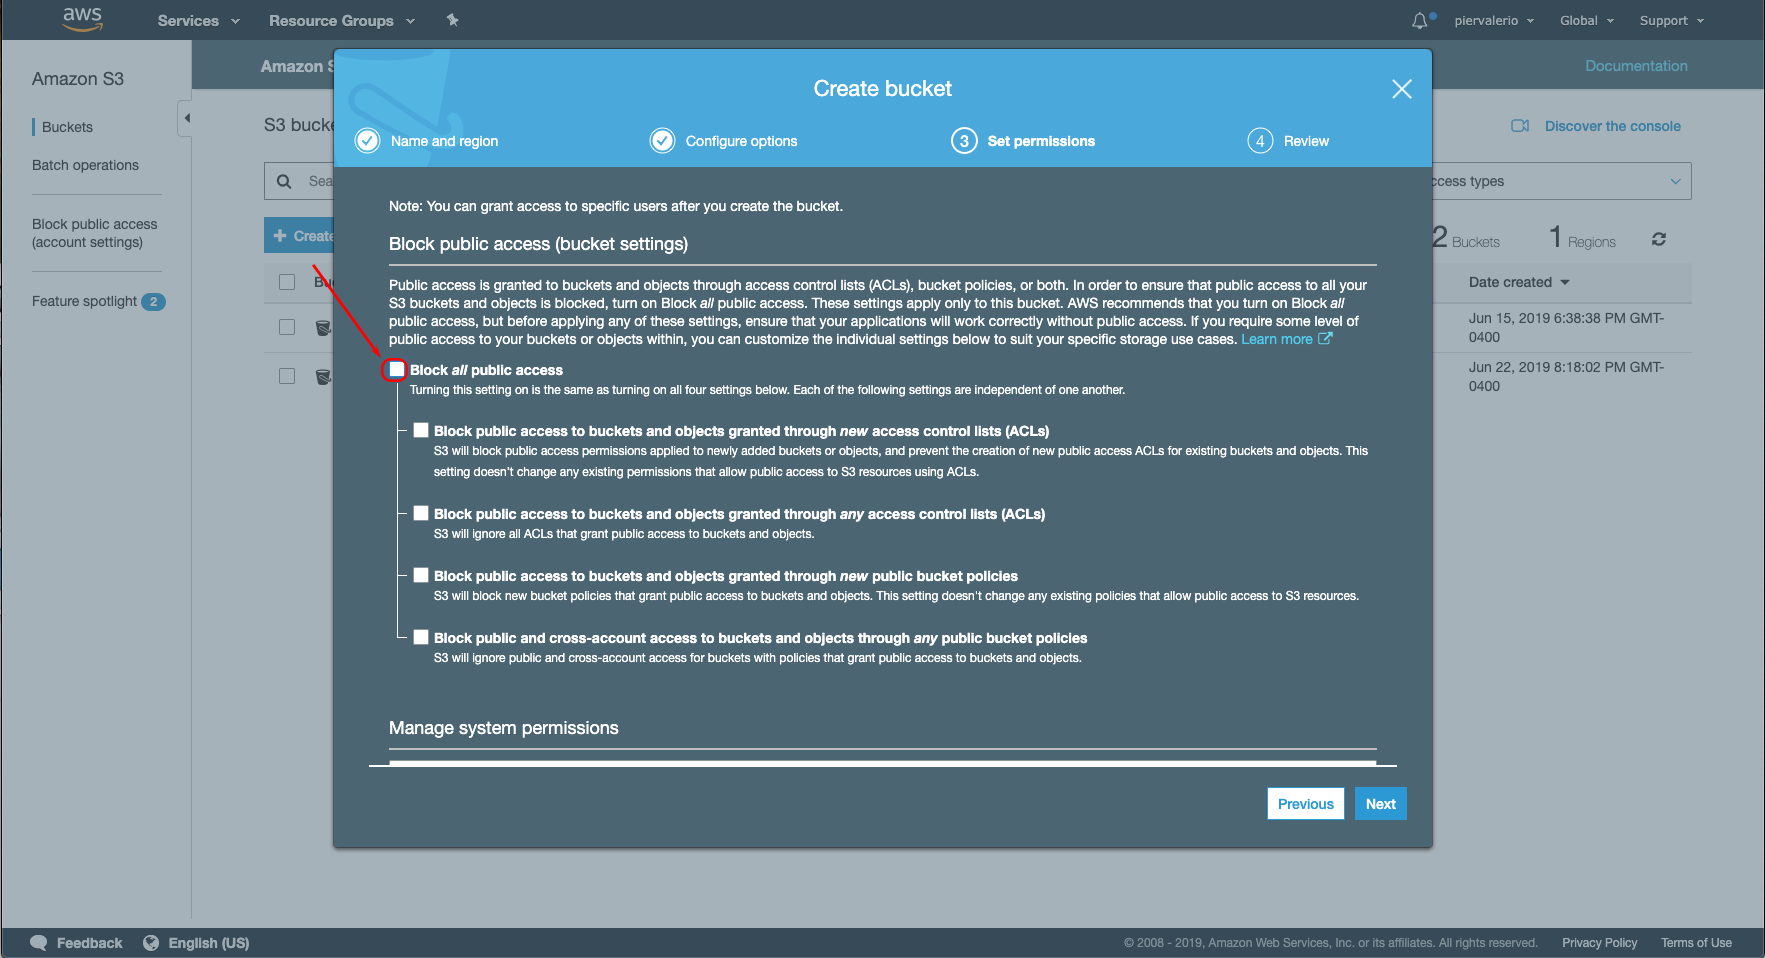 aws Services Resource Groups piervalerio Global Support
Amazon S3
Buckets
Batch operations
Block public access
(account settings)
Feature spotlight 2
Amazon S
Documentation
S3 bucke
Discover the console
Sea
ccess types
+ Create
2 Buckets 1 Regions
Bu
Date created
Jun 15, 2019 6:38:38 PM GMT-
0400
Jun 22, 2019 8:18:02 PM GMT-
0400
Create bucket
Name and region Configure options 3 Set permissions 4 Review
Note: You can grant access to specific users after you create the bucket.
Block public access (bucket settings)
Public access is granted to buckets and objects through access control lists (ACLs), bucket policies, or both. In order to ensure that public access to all your
S3 buckets and objects is blocked, turn on Block all public access. These settings apply only to this bucket. AWS recommends that you turn on Block all
public access, but before applying any of these settings, ensure that your applications will work correctly without public access. If you require some level of
public access to your buckets or objects within, you can customize the individual settings below to suit your specific storage use cases. Learn more
Block all public access
Turning this setting on is the same as turning on all four settings below. Each of the following settings are independent of one another.
Block public access to buckets and objects granted through new access control lists (ACLs)
S3 will block public access permissions applied to newly added buckets or objects, and prevent the creation of new public access ACLs for existing buckets and objects. This
setting doesn't change any existing permissions that allow public access to S3 resources using ACLs.
Block public access to buckets and objects granted through any access control lists (ACLs)
S3 will ignore all ACLs that grant public access to buckets and objects.
Block public access to buckets and objects granted through new public bucket policies
S3 will block new bucket policies that grant public access to buckets and objects. This setting doesn't change any existing policies that allow public access to S3 resources.
Block public and cross-account access to buckets and objects through any public bucket policies
S3 will ignore public and cross-account access for buckets with policies that grant public access to buckets and objects.
Manage system permissions
Previous Next
Feedback English (US) © 2008 - 2019, Amazon Web Services, Inc. or its affiliates. All rights reserved. Privacy Policy Terms of Use